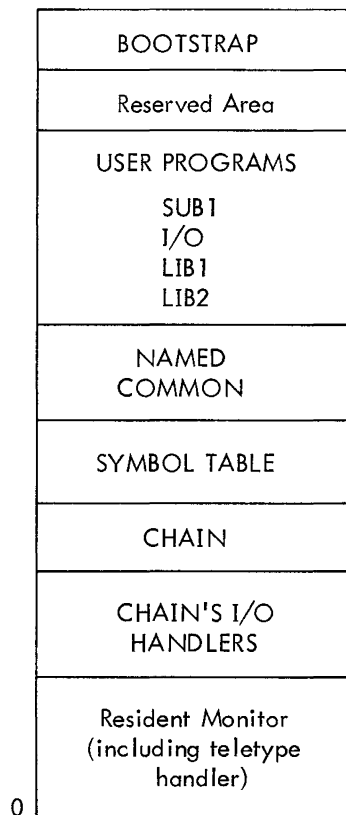 BOOTSTRAP
Reserved Area
USER PROGRAMS
SUB1
I/O
LIB1
LIB2
NAMED
COMMON
SYMBOL TABLE
CHAIN
CHAIN'S I/O
HANDLERS
Resident Monitor
(including teletype
handler)
0